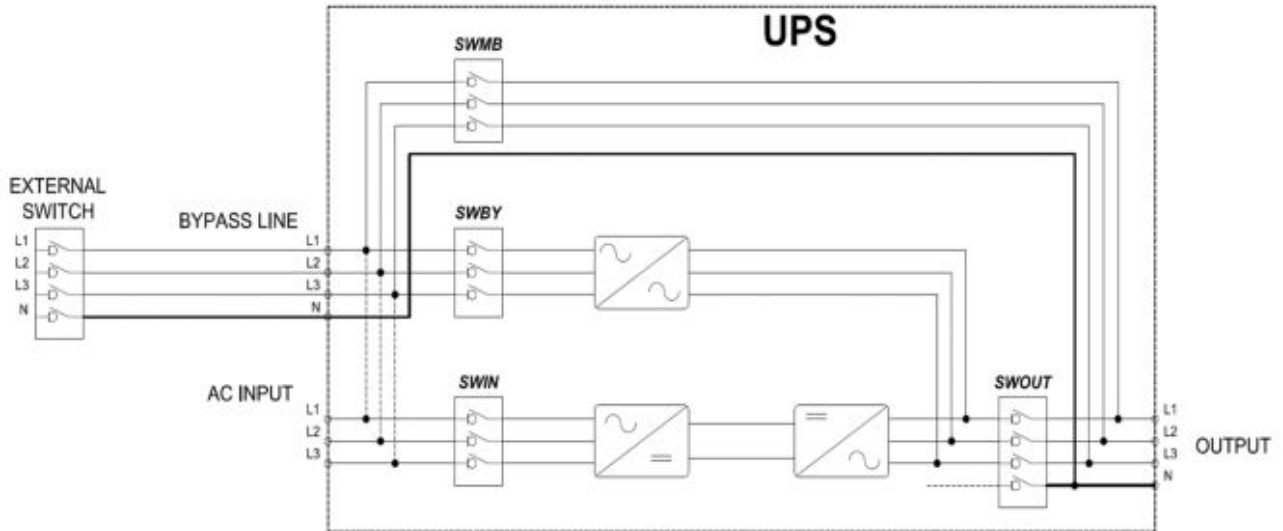 UPS
SWMB
EXTERNAL
SWITCH
BYPASS LINE
SWBY
L1
L2
L3
N
L1
L2
L3
N
AC INPUT
SWIN
SWOUT
L1
L2
L3
L1
L2
L3
N
OUTPUT